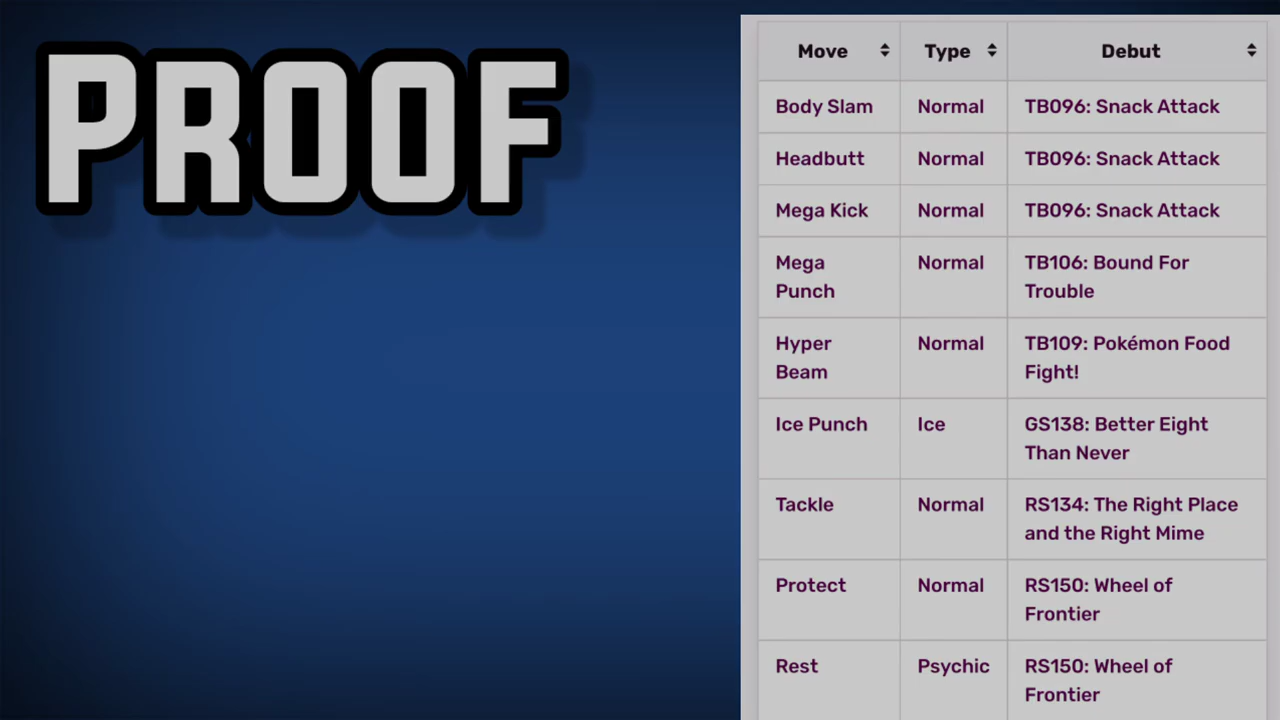 PROOF
Move Type Debut
Body Slam Normal TB096: Snack Attack
Headbutt Normal TB096: Snack Attack
Mega Kick Normal TB096: Snack Attack
Mega Normal TB106: Bound For
Punch Trouble
Hyper Normal TB109: Pokémon Food
Beam Fight!
Ice Punch Ice GS138: Better Eight
Than Never
Tackle Normal RS134: The Right Place
and the Right Mime
Protect Normal RS150: Wheel of
Frontier
Rest Psychic RS150: Wheel of
Frontier